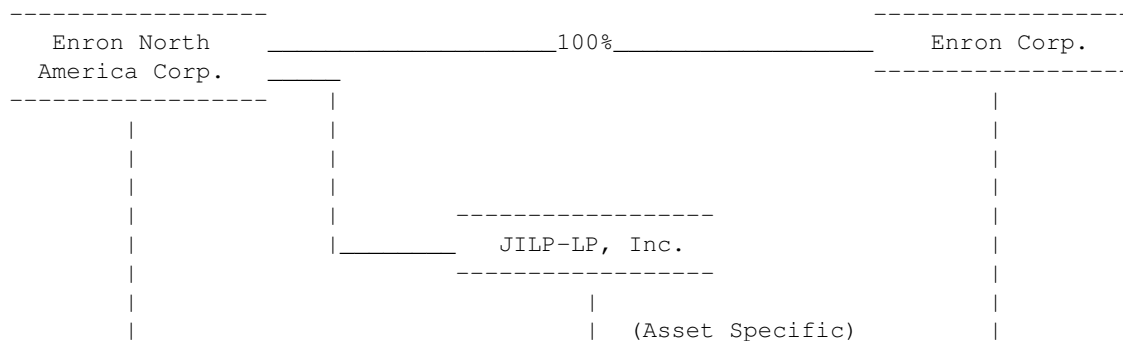 Enron North 100% Enron Corp.
America Corp.
JILP-LP, Inc.
(Asset Specific)